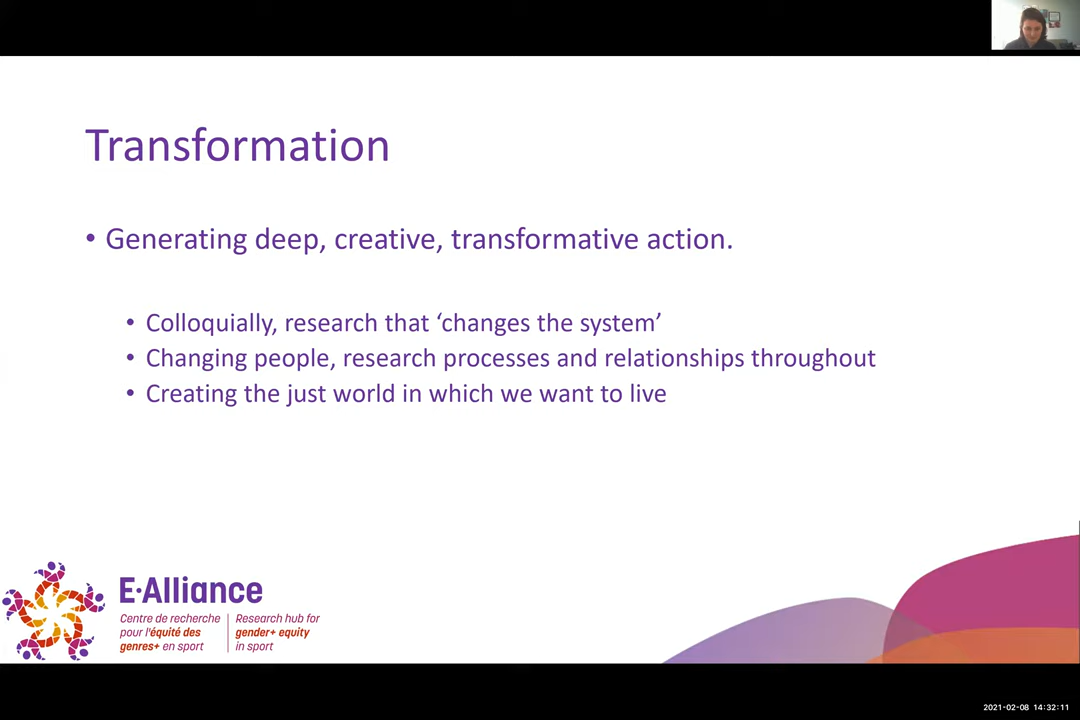 Transformation
• Generating deep, creative, transformative action.
• Colloquially, research that ‘changes the system’
• Changing people, research processes and relationships throughout
• Creating the just world in which we want to live
E·Alliance
Centre de recherche
pour l'équité des
genres+ en sport
Research hub for
gender+ equity
in sport
2021-02-08 14:32:11